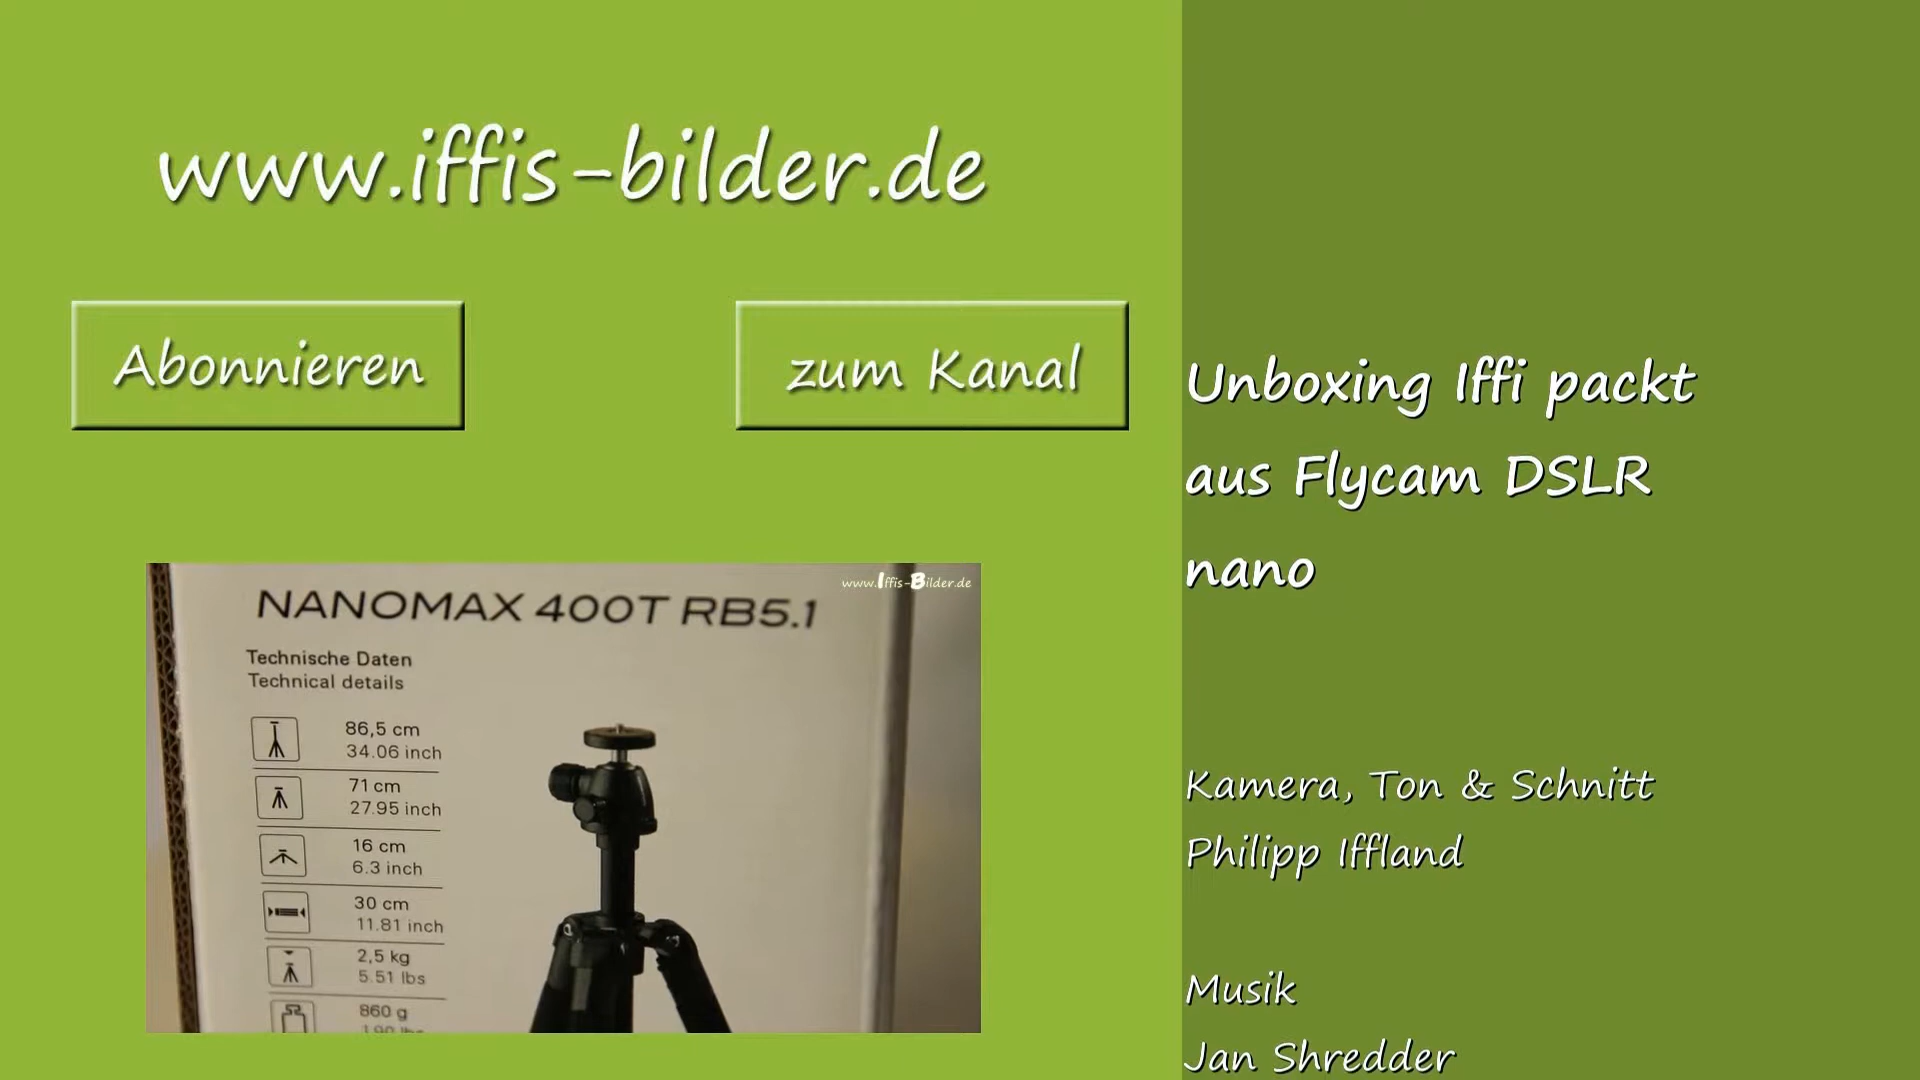 www.iffis-bilder.de
Abonnieren
zum Kanal
www.Iffis-Bilder.de
NANOMAX 400T RB5.1
Technische Daten
Technical details
86,5 cm
34.06 inch
71 cm
27.95 inch
16 cm
6.3 inch
30 cm
11.81 inch
2,5 kg
5.51 lbs
860 g
Unboxing Iffi packt
aus Flycam DSLR
nano
Kamera, Ton & Schnitt
Philipp Iffland
Musik
Jan Shredder